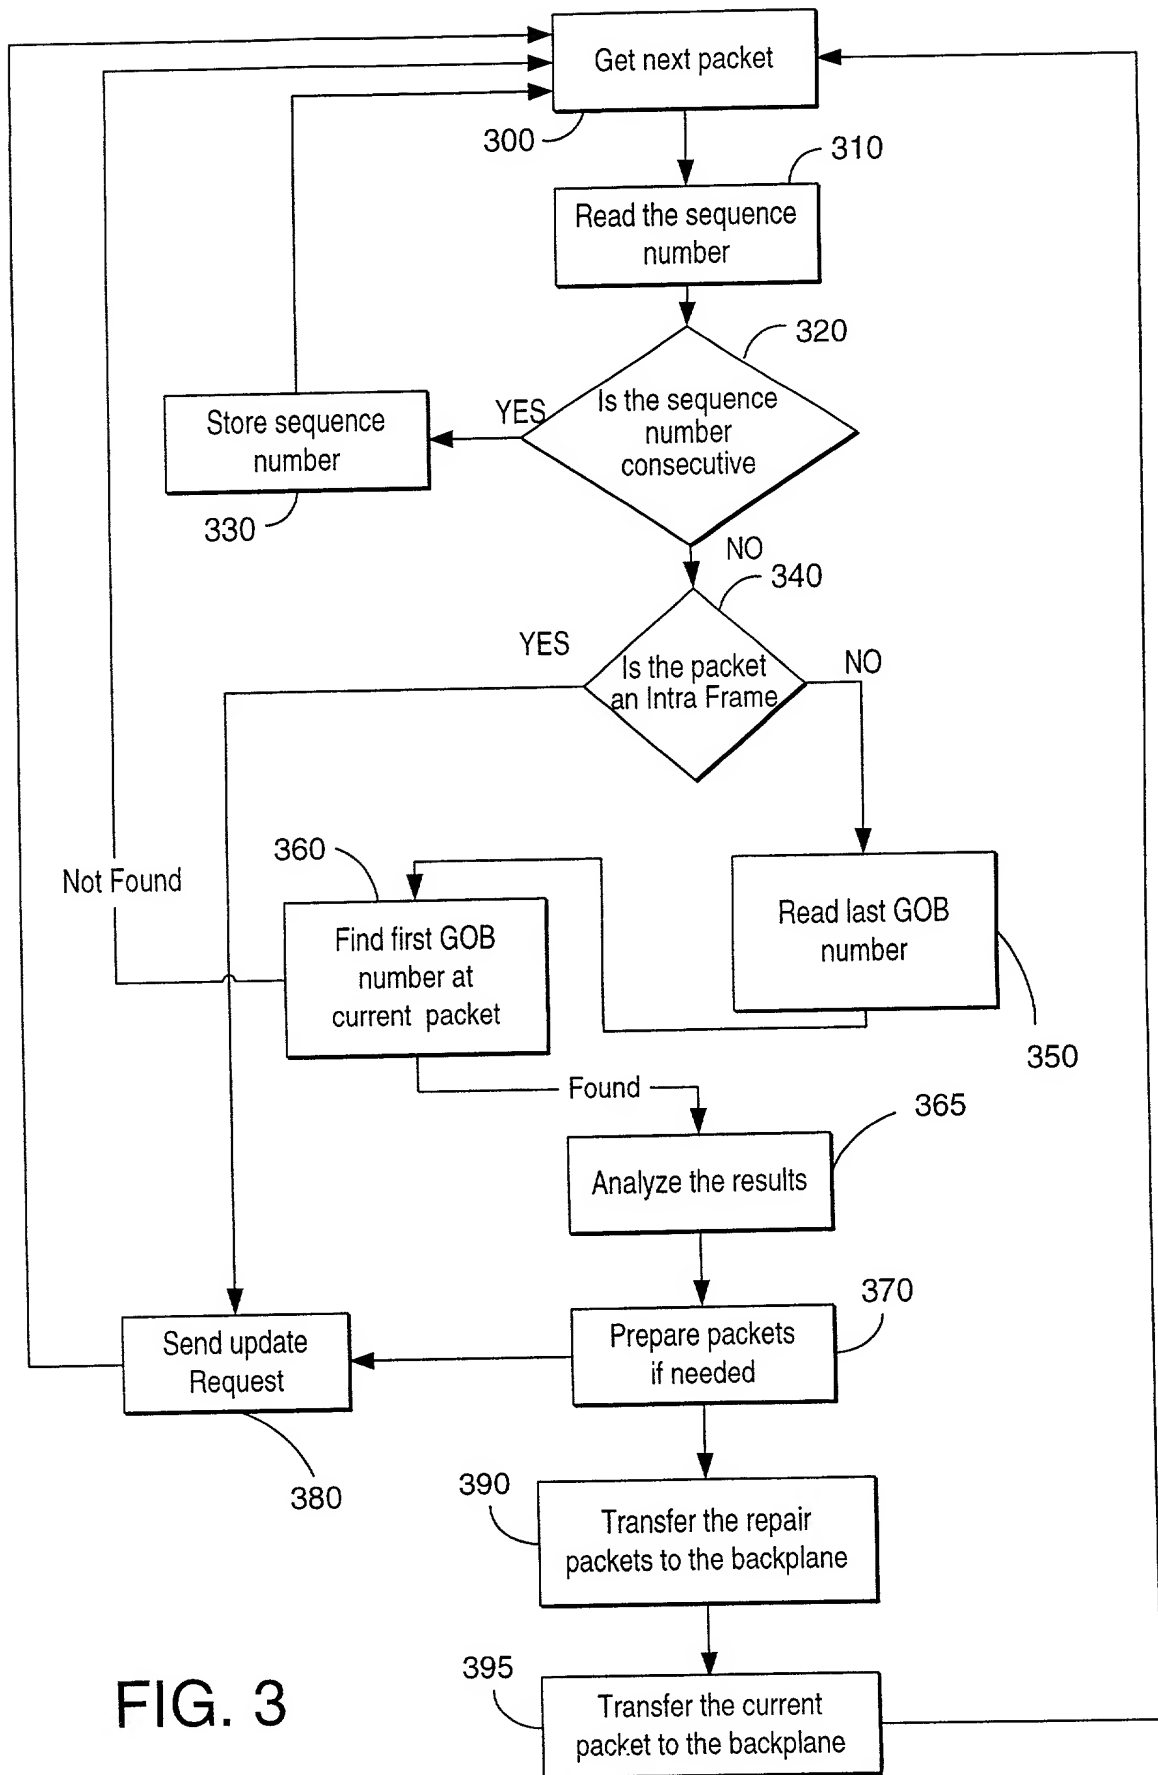 Get next packet
300
310
Read the sequence
number
320
Is the sequence
number
consecutive
YES
Store sequence
number
330
NO
340
YES
Is the packet
an Intra Frame
NO
360
Not Found
Find first GOB
number at
current packet
Read last GOB
number
350
Found
365
Analyze the results
370
Send update
Request
Prepare packets
if needed
380
390
Transfer the repair
packets to the backplane
395
Transfer the current
packet to the backplane
FIG. 3